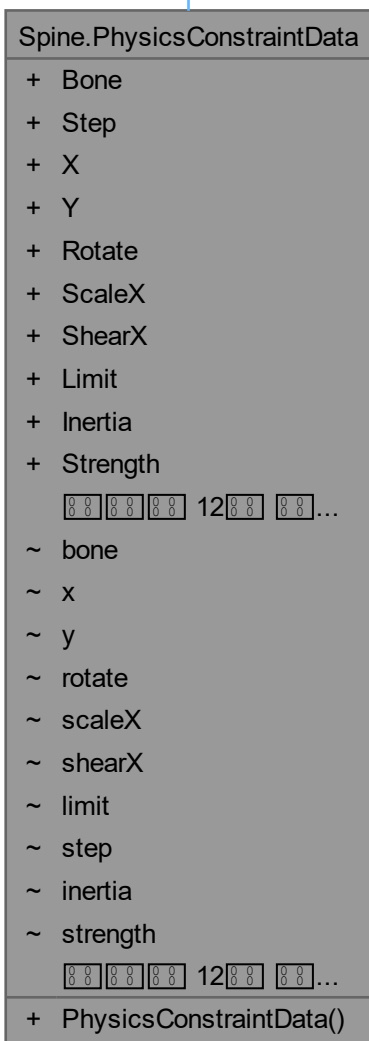 Spine.PhysicsConstraintData
+ Bone
+ Step
+ X
+ Y
+ Rotate
+ ScaleX
+ ShearX
+ Limit
+ Inertia
+ Strength
12 ...
~ bone
~ x
~ y
~ rotate
~ scaleX
~ shearX
~ limit
~ step
~ inertia
~ strength
12 ...
+ PhysicsConstraintData()